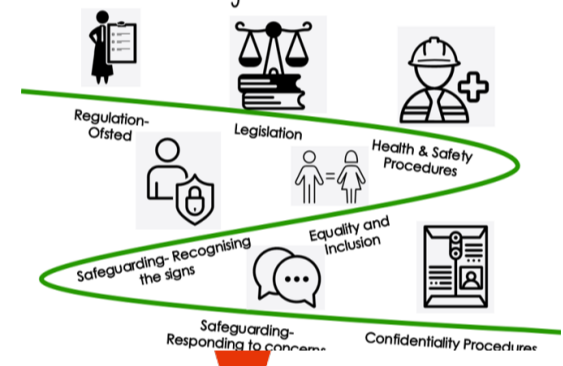 Regulation-
Ofsted
Legislation
Health & Safety
Procedures
Equality and
Inclusion
Safeguarding- Recognising
the signs
Safeguarding-
Responding to concerns
Confidentiality Procedures